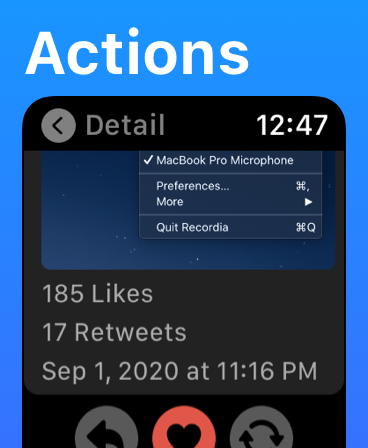 Actions
Detail 12:47
✓ MacBook Pro Microphone
Preferences... ⌘,
More ▶
Quit Recordia ⌘Q
185 Likes
17 Retweets
Sep 1, 2020 at 11:16 PM